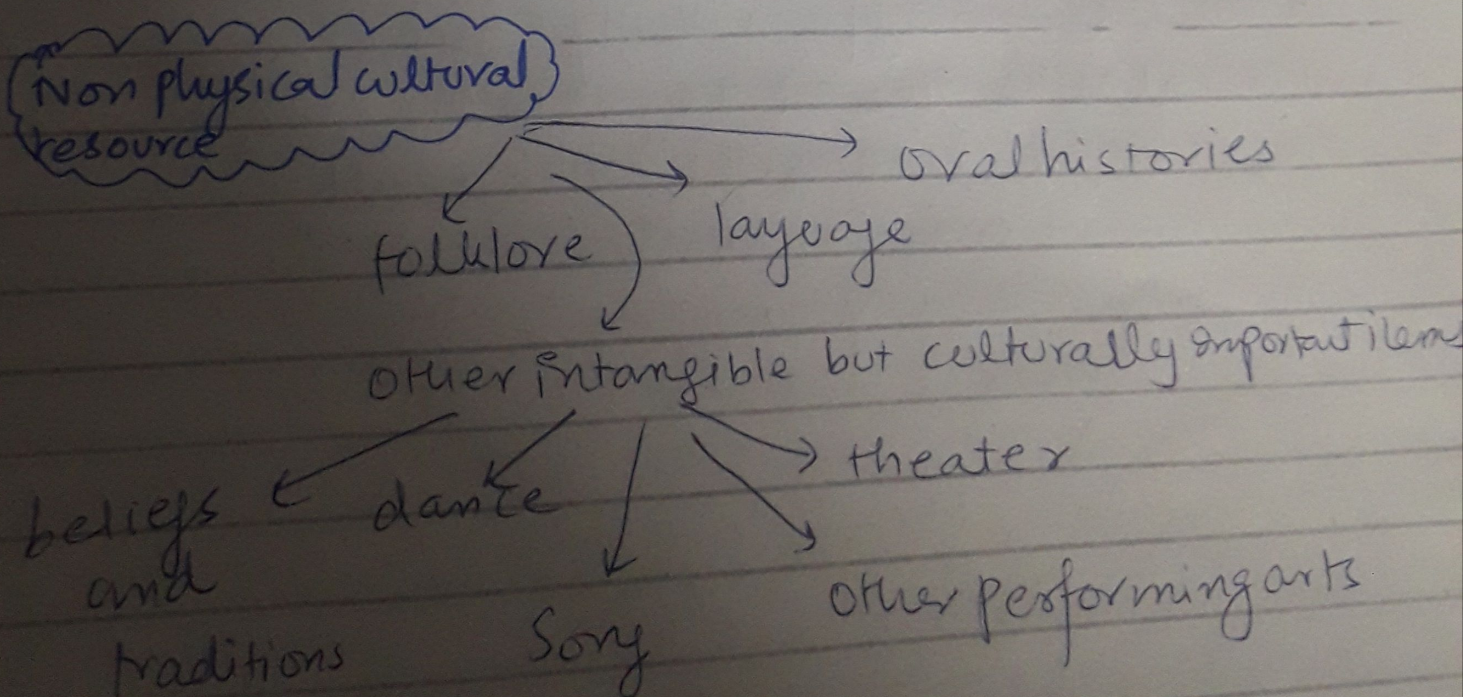 Non physical cultural
resource
oral histories
language
folklore
other intangible but culturally important items
theater
beliefs
and
traditions
dance
Song
other performing arts